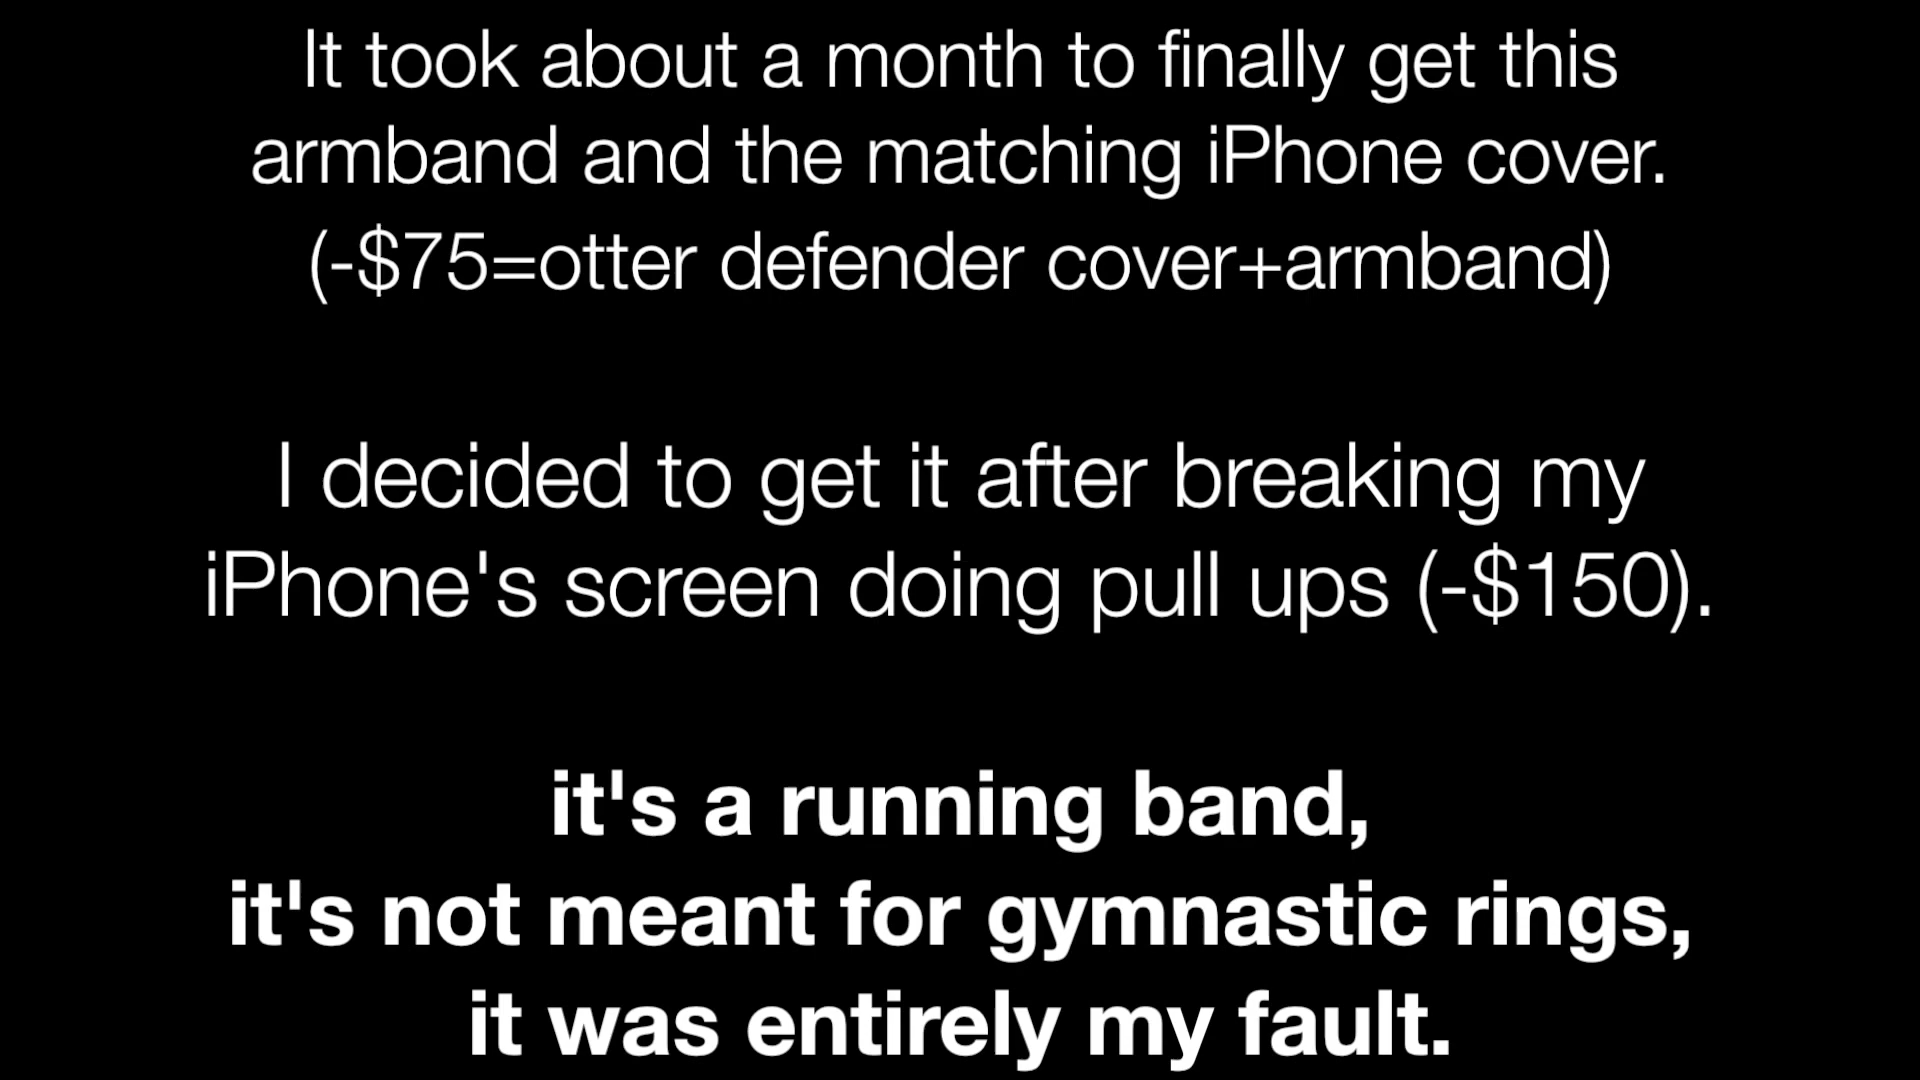 It took about a month to finally get this
armband and the matching iPhone cover.
(-$75=otter defender cover+armband)
I decided to get it after breaking my
iPhone's screen doing pull ups (-$150).
it's a running band,
it's not meant for gymnastic rings,
it was entirely my fault.